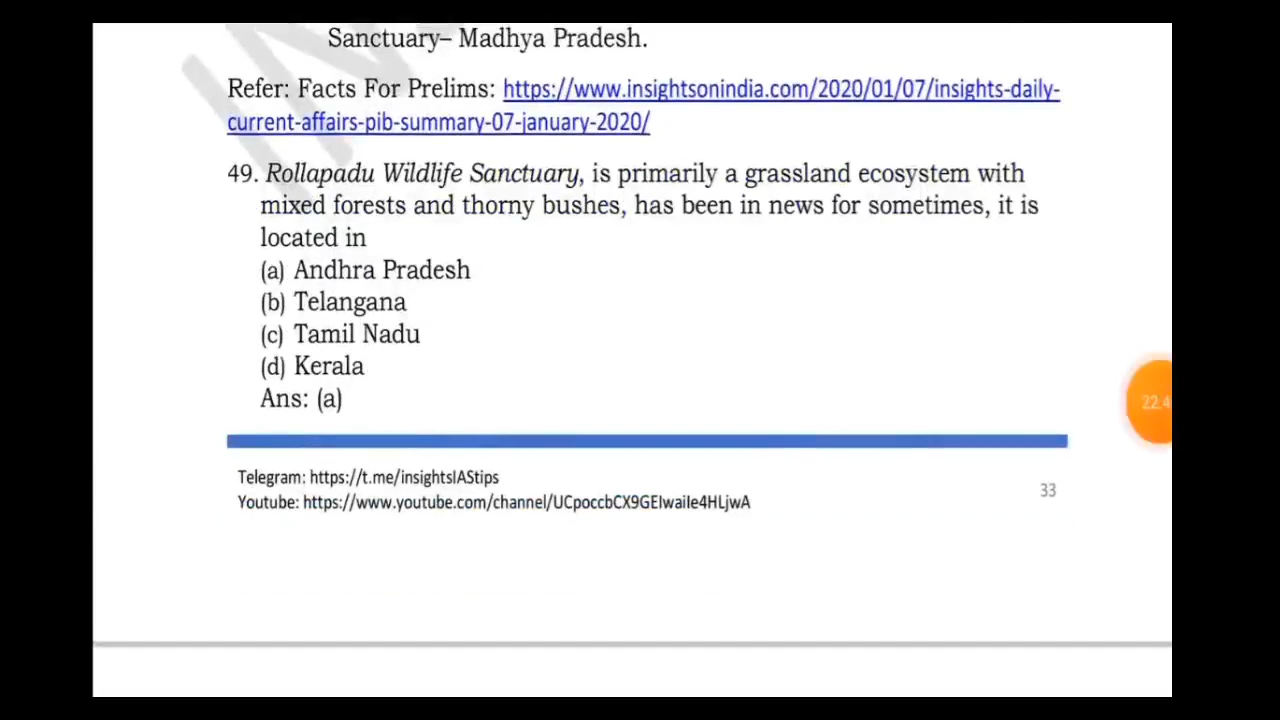 Sanctuary– Madhya Pradesh.
Refer: Facts For Prelims: https://www.insightsonindia.com/2020/01/07/insights-daily-
current-affairs-pib-summary-07-january-2020/
49. Rollapadu Wildlife Sanctuary, is primarily a grassland ecosystem with
mixed forests and thorny bushes, has been in news for sometimes, it is
located in
(a) Andhra Pradesh
(b) Telangana
(c) Tamil Nadu
(d) Kerala
Ans: (a)
22.4
Telegram: https://t.me/insightsIAStips
Youtube: https://www.youtube.com/channel/UCpoccbCX9GEIwaiIe4HLjwA
33